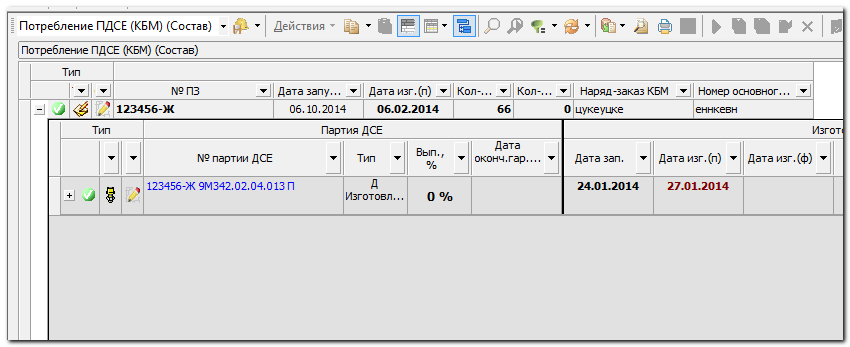 Потребление ПДСЕ (КБМ) (Состав) Действия
Потребление ПДСЕ (КБМ) (Состав)
Тип
№ ПЗ Дата запу... Дата изг.(п) Кол-... Кол-... Наряд-заказ КБМ Номер основног...
123456-Ж 06.10.2014 06.02.2014 66 0 цукеуцке еннкевн
Тип Партия ДСЕ Изгото
№ партии ДСЕ Тип Вып., % Дата оконч.гар.... Дата зап. Дата изг.(п) Дата изг.(ф)
123456-Ж 9М342.02.04.013 П Д Изготовл... 0 % 24.01.2014 27.01.2014